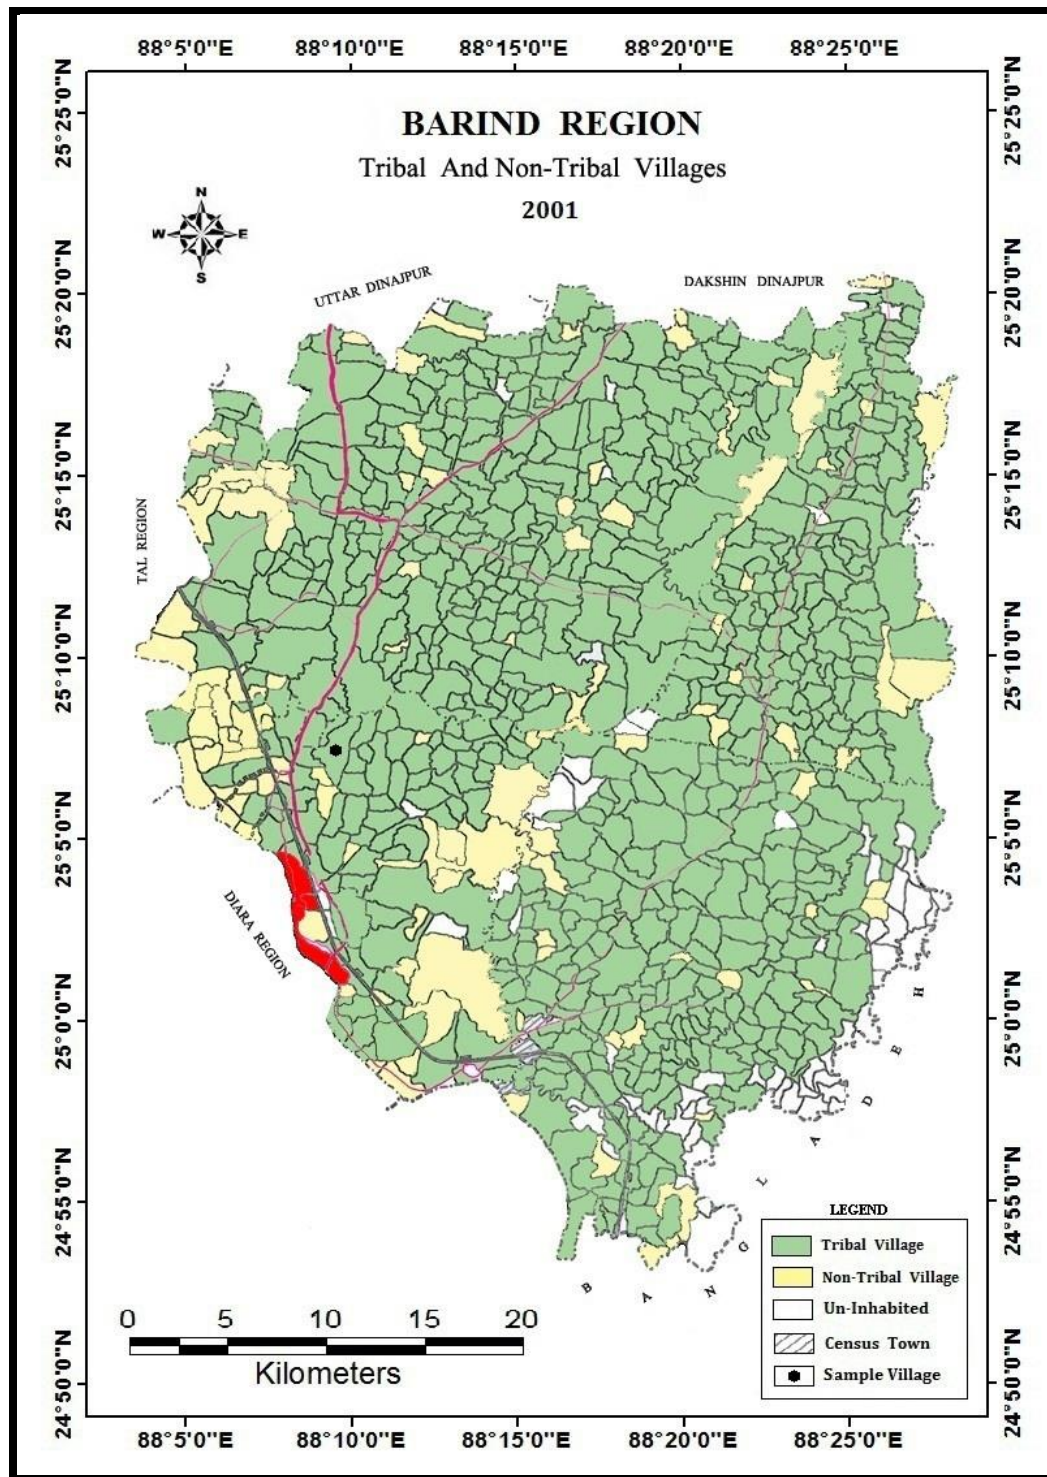 88°5'0"E 88°10'0"E 88°15'0"E 88°20'0"E 88°25'0"E
25°25'0"N 25°25'0"N
BARIND REGION
Tribal And Non-Tribal Villages
2001
N
W E
S
UTTAR DINAJPUR
DAKSHIN DINAJPUR
25°20'0"N 25°20'0"N
25°15'0"N 25°15'0"N
TAL REGION
25°10'0"N 25°10'0"N
25°5'0"N 25°5'0"N
DIARA REGION
25°0'0"N 25°0'0"N
BANGLADEH
24°55'0"N 24°55'0"N
LEGEND
Tribal Village
Non-Tribal Village
Un-Inhabited
Census Town
Sample Village
0 5 10 15 20
Kilometers
24°50'0"N 24°50'0"N
88°5'0"E 88°10'0"E 88°15'0"E 88°20'0"E 88°25'0"E